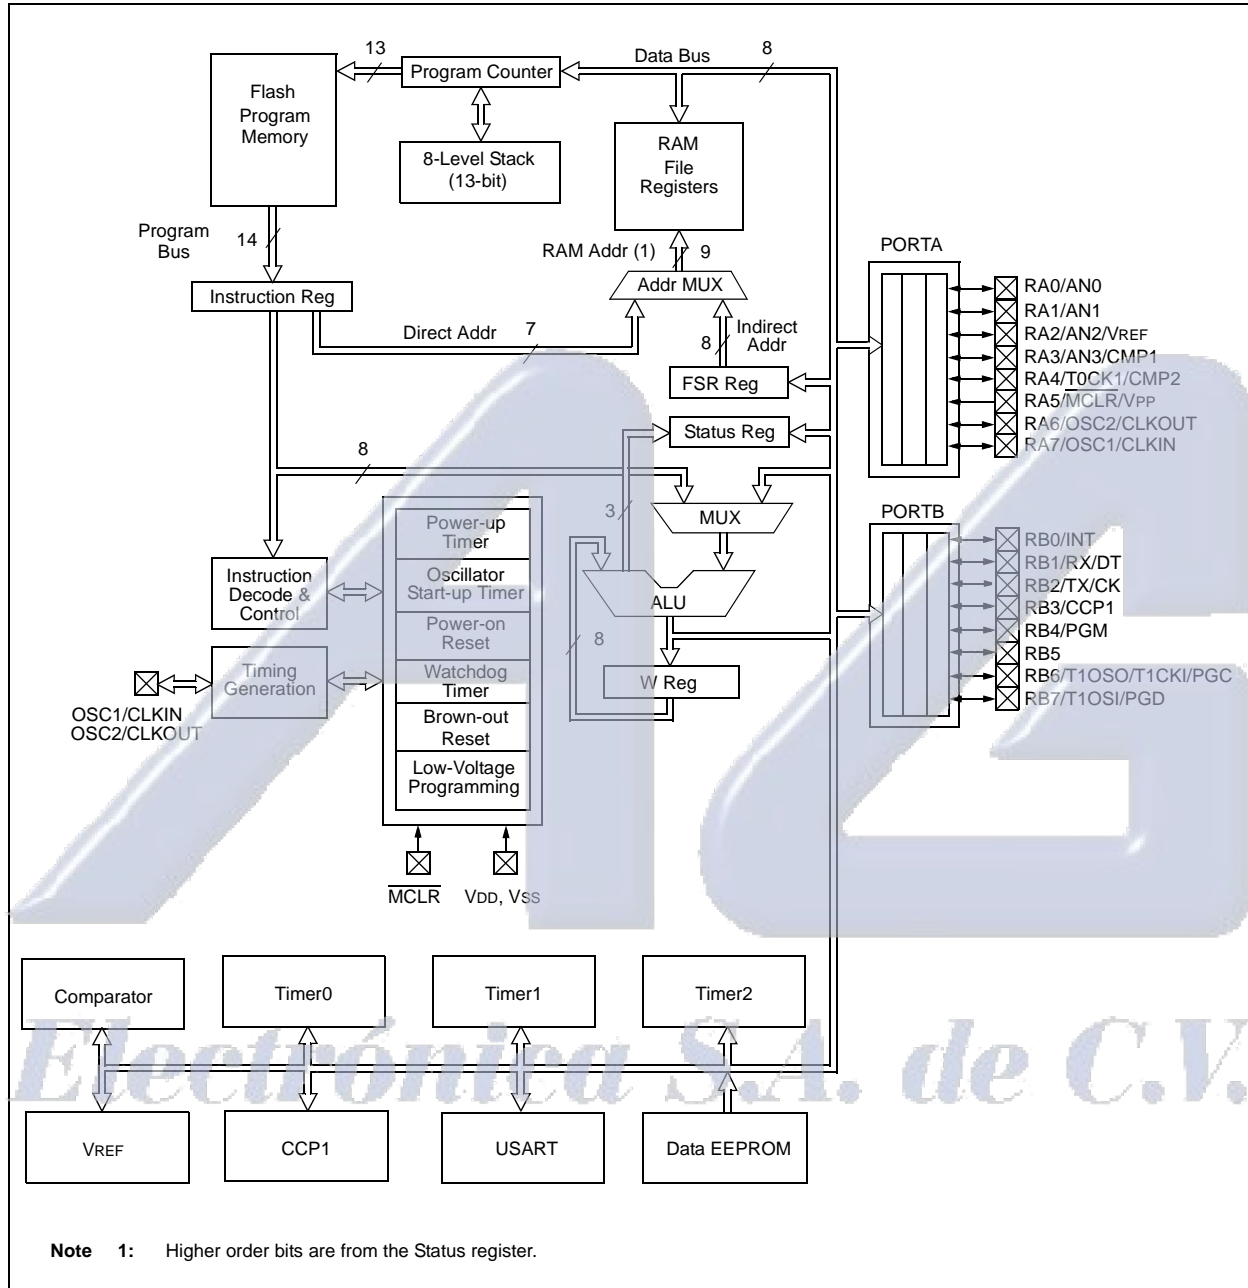 13
Data Bus
8
Program Counter
Flash
Program
Memory
8-Level Stack
(13-bit)
RAM
File
Registers
Program
Bus
14
RAM Addr (1)
9
PORTA
Addr MUX
Instruction Reg
Direct Addr
7
8
Indirect
Addr
FSR Reg
Status Reg
RA0/AN0
RA1/AN1
RA2/AN2/VREF
RA3/AN3/CMP1
RA4/T0CK1/CMP2
RA5/MCLR/VPP
RA6/OSC2/CLKOUT
RA7/OSC1/CLKIN
8
3
MUX
Power-up
Timer
Oscillator
Start-up Timer
Power-on
Reset
Watchdog
Timer
Brown-out
Reset
Low-Voltage
Programming
Instruction
Decode &
Control
Timing
Generation
OSC1/CLKIN
OSC2/CLKOUT
ALU
8
W Reg
PORTB
RB0/INT
RB1/RX/DT
RB2/TX/CK
RB3/CCP1
RB4/PGM
RB5
RB6/T1OSO/T1CKI/PGC
RB7/T1OSI/PGD
MCLR
VDD, VSS
AG
Comparator
Timer0
Timer1
Timer2
Electrónica S.A. de C.V.
VREF
CCP1
USART
Data EEPROM
Note 1: Higher order bits are from the Status register.